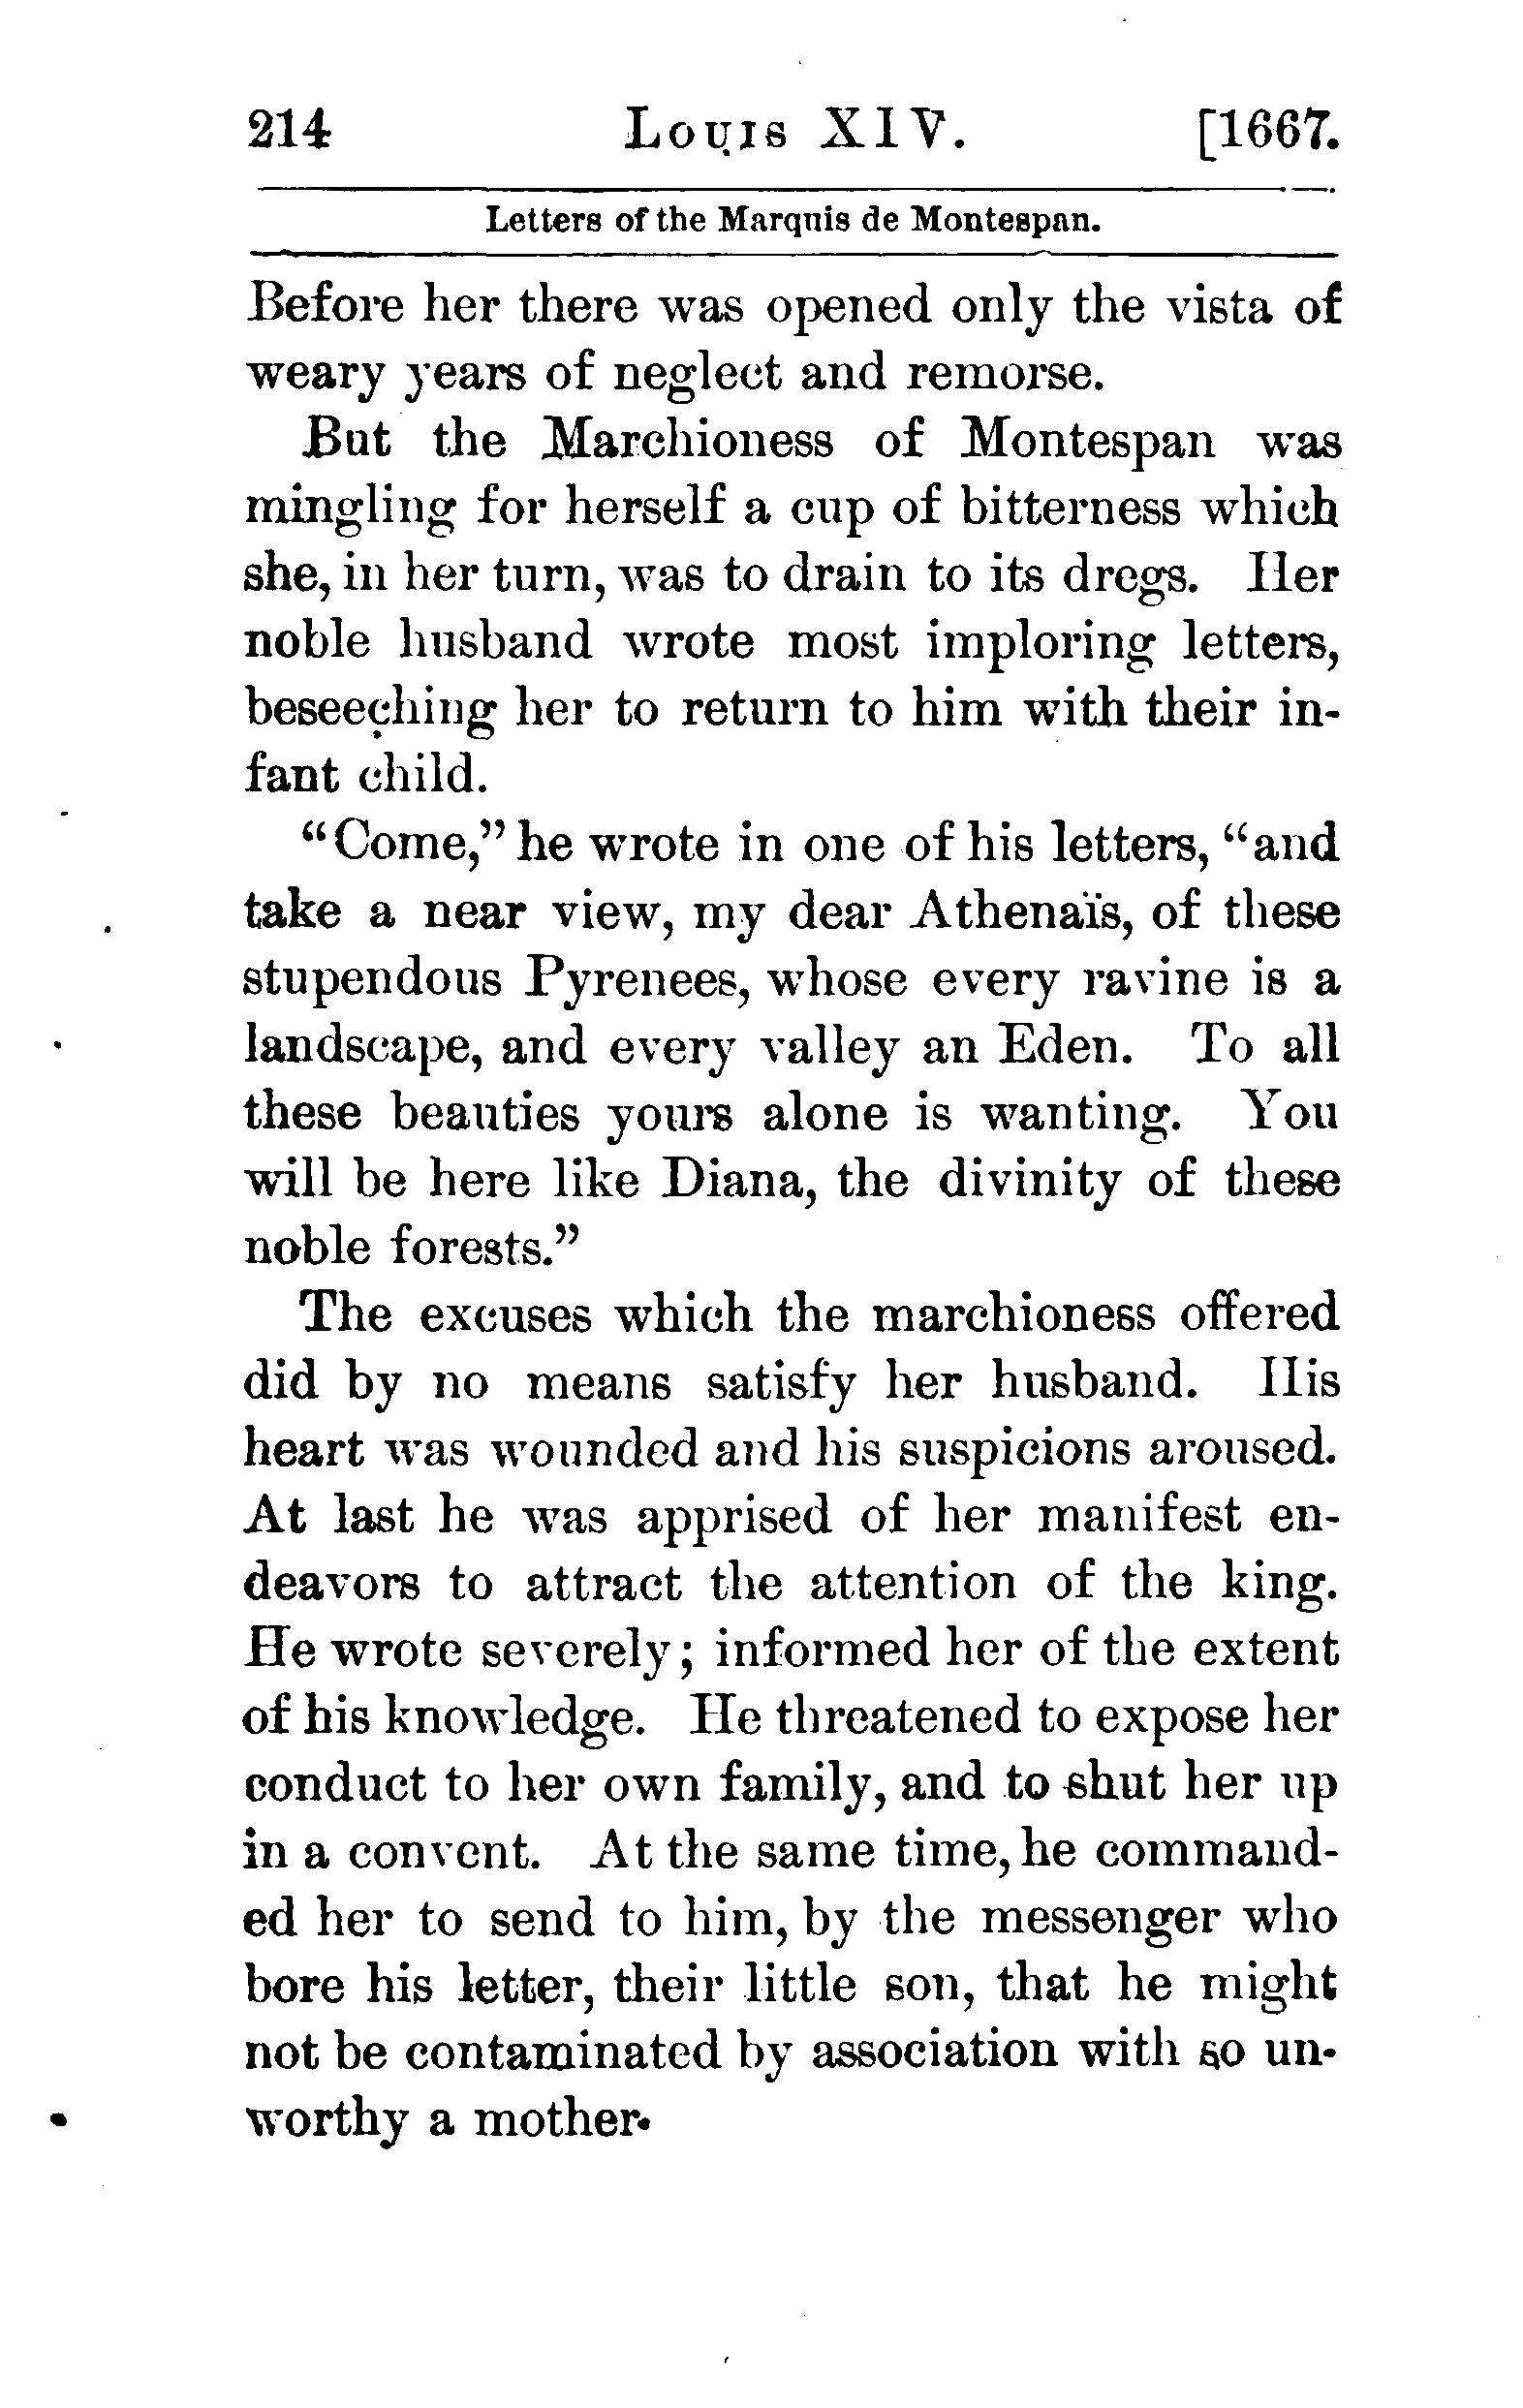 214 Louis XIV. [1667.
Letters of the Marquis de Montespan.
Before her there was opened only the vista of
weary years of neglect and remorse.
But the Marchioness of Montespan was
mingling for herself a cup of bitterness which
she, in her turn, was to drain to its dregs. Her
noble husband wrote most imploring letters,
beseeching her to return to him with their in-
fant child.
“Come,” he wrote in one of his letters, “and
take a near view, my dear Athenaïs, of these
stupendous Pyrenees, whose every ravine is a
landscape, and every valley an Eden. To all
these beauties yours alone is wanting. You
will be here like Diana, the divinity of these
noble forests.”
The excuses which the marchioness offered
did by no means satisfy her husband. His
heart was wounded and his suspicions aroused.
At last he was apprised of her manifest en-
deavors to attract the attention of the king.
He wrote severely; informed her of the extent
of his knowledge. He threatened to expose her
conduct to her own family, and to shut her up
in a convent. At the same time, he command-
ed her to send to him, by the messenger who
bore his letter, their little son, that he might
not be contaminated by association with so un-
worthy a mother.